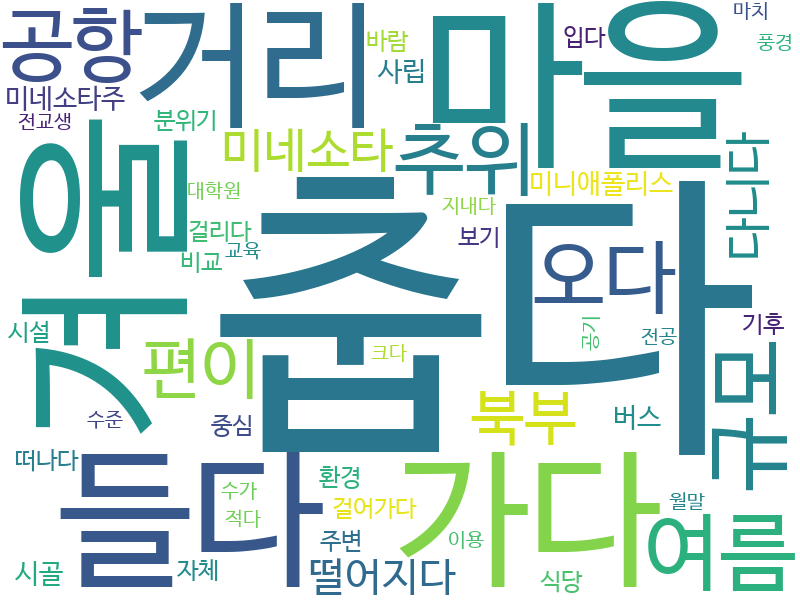 공항
거리
마을
마치
풍경
바람
입다
사립
미네소타주
전교생
분위기
미네소타
추위
겨울
춥다
대학원
미니애폴리스
지내다
다니다
걸리다
교육
보기
비교
오다
시설
편이
크다
공기
전공
기후
규모
수준
중심
북부
버스
떠나다
들다
환경
가다
수가
적다
걸어가다
월말
주변
이용
여름
시골
자체
떨어지다
식당